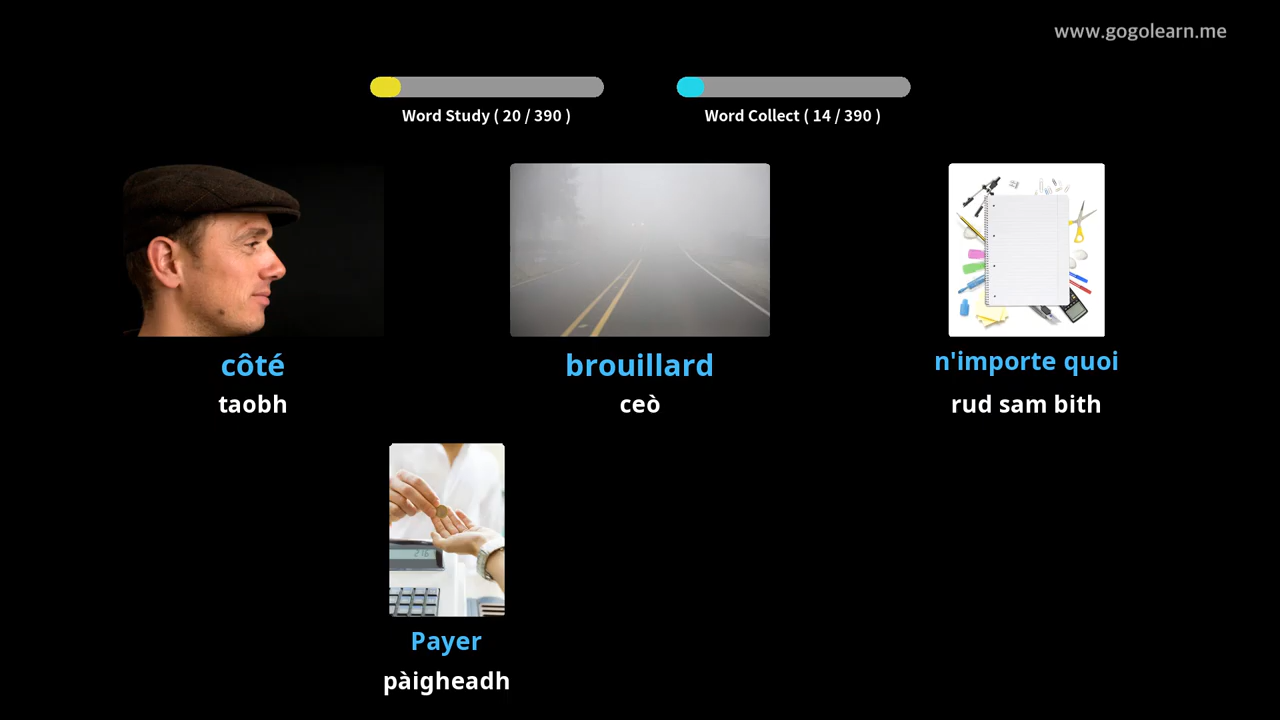 www.gogolearn.me
Word Study ( 20 / 390 )
Word Collect ( 14 / 390 )
côté
taobh
brouillard
ceò
n'importe quoi
rud sam bith
Payer
pàigheadh